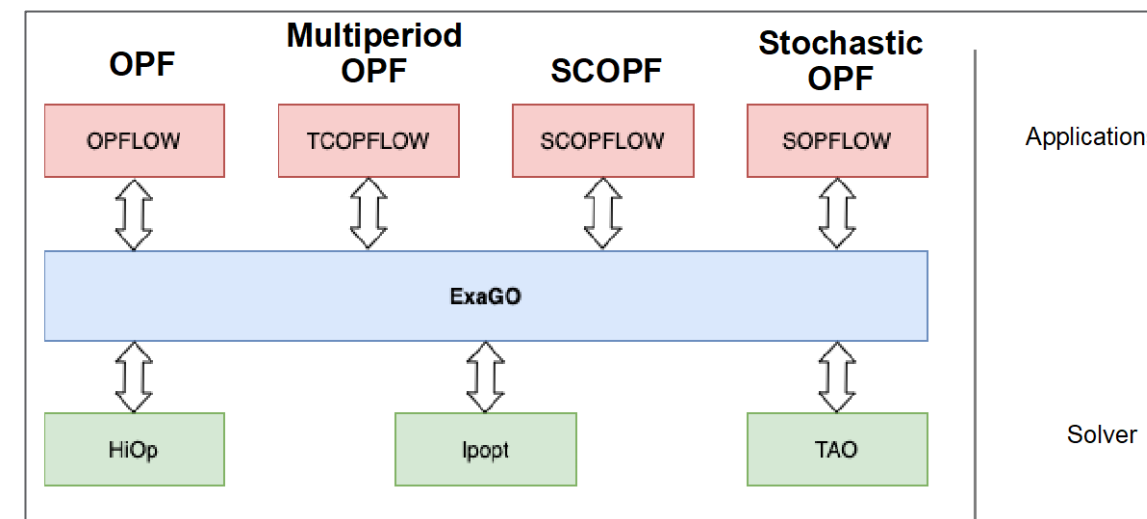 OPF
Multiperiod
OPF
SCOPF
Stochastic
OPF
OPFLOW
TCOPFLOW
SCOPFLOW
SOPFLOW
Application
ExaGO
HiOp
Ipopt
TAO
Solver